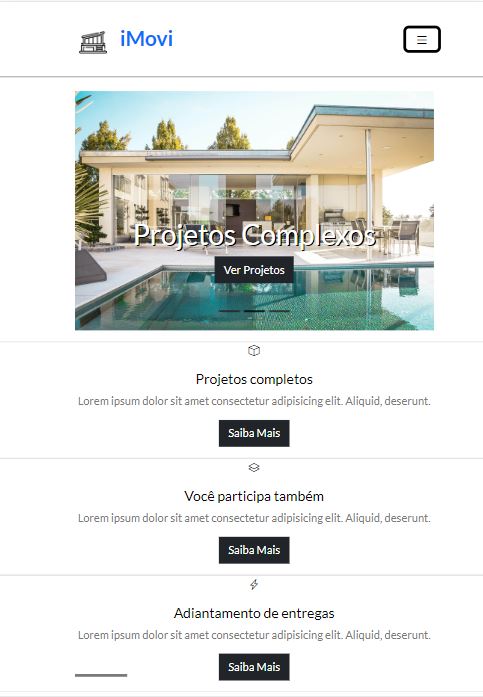 iMovi
Projetos Complexos
Ver Projetos
Projetos completos
Lorem ipsum dolor sit amet consectetur adipisicing elit. Aliquid, deserunt.
Saiba Mais
Você participa também
Lorem ipsum dolor sit amet consectetur adipisicing elit. Aliquid, deserunt.
Saiba Mais
Adiantamento de entregas
Lorem ipsum dolor sit amet consectetur adipisicing elit. Aliquid, deserunt.
Saiba Mais